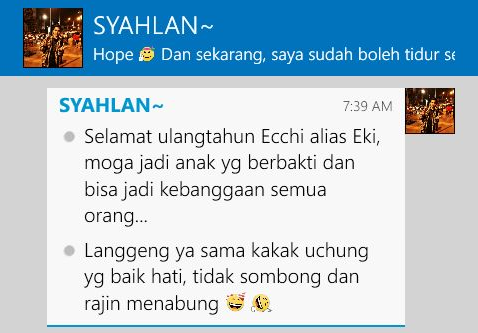 SYAHLAN~
Hope 🥳 Dan sekarang, saya sudah boleh tidur se
SYAHLAN~
7:39 AM
Selamat ulangtahun Ecchi alias Eki,
moga jadi anak yg berbakti dan
bisa jadi kebanggaan semua
orang...
Langgeng ya sama kakak uchung
yg baik hati, tidak sombong dan
rajin menabung